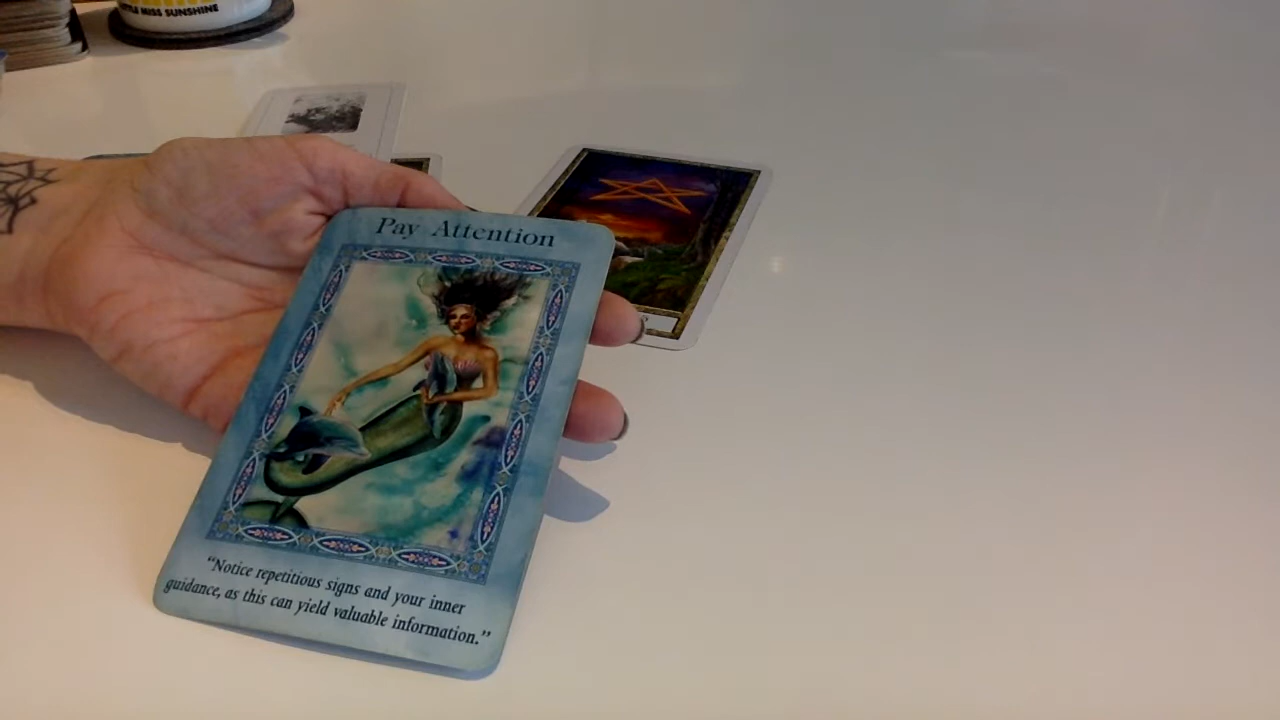 LITTLE MISS SUNSHINE
Pay Attention
“Notice repetitious signs and your inner
guidance, as this can yield valuable information.”